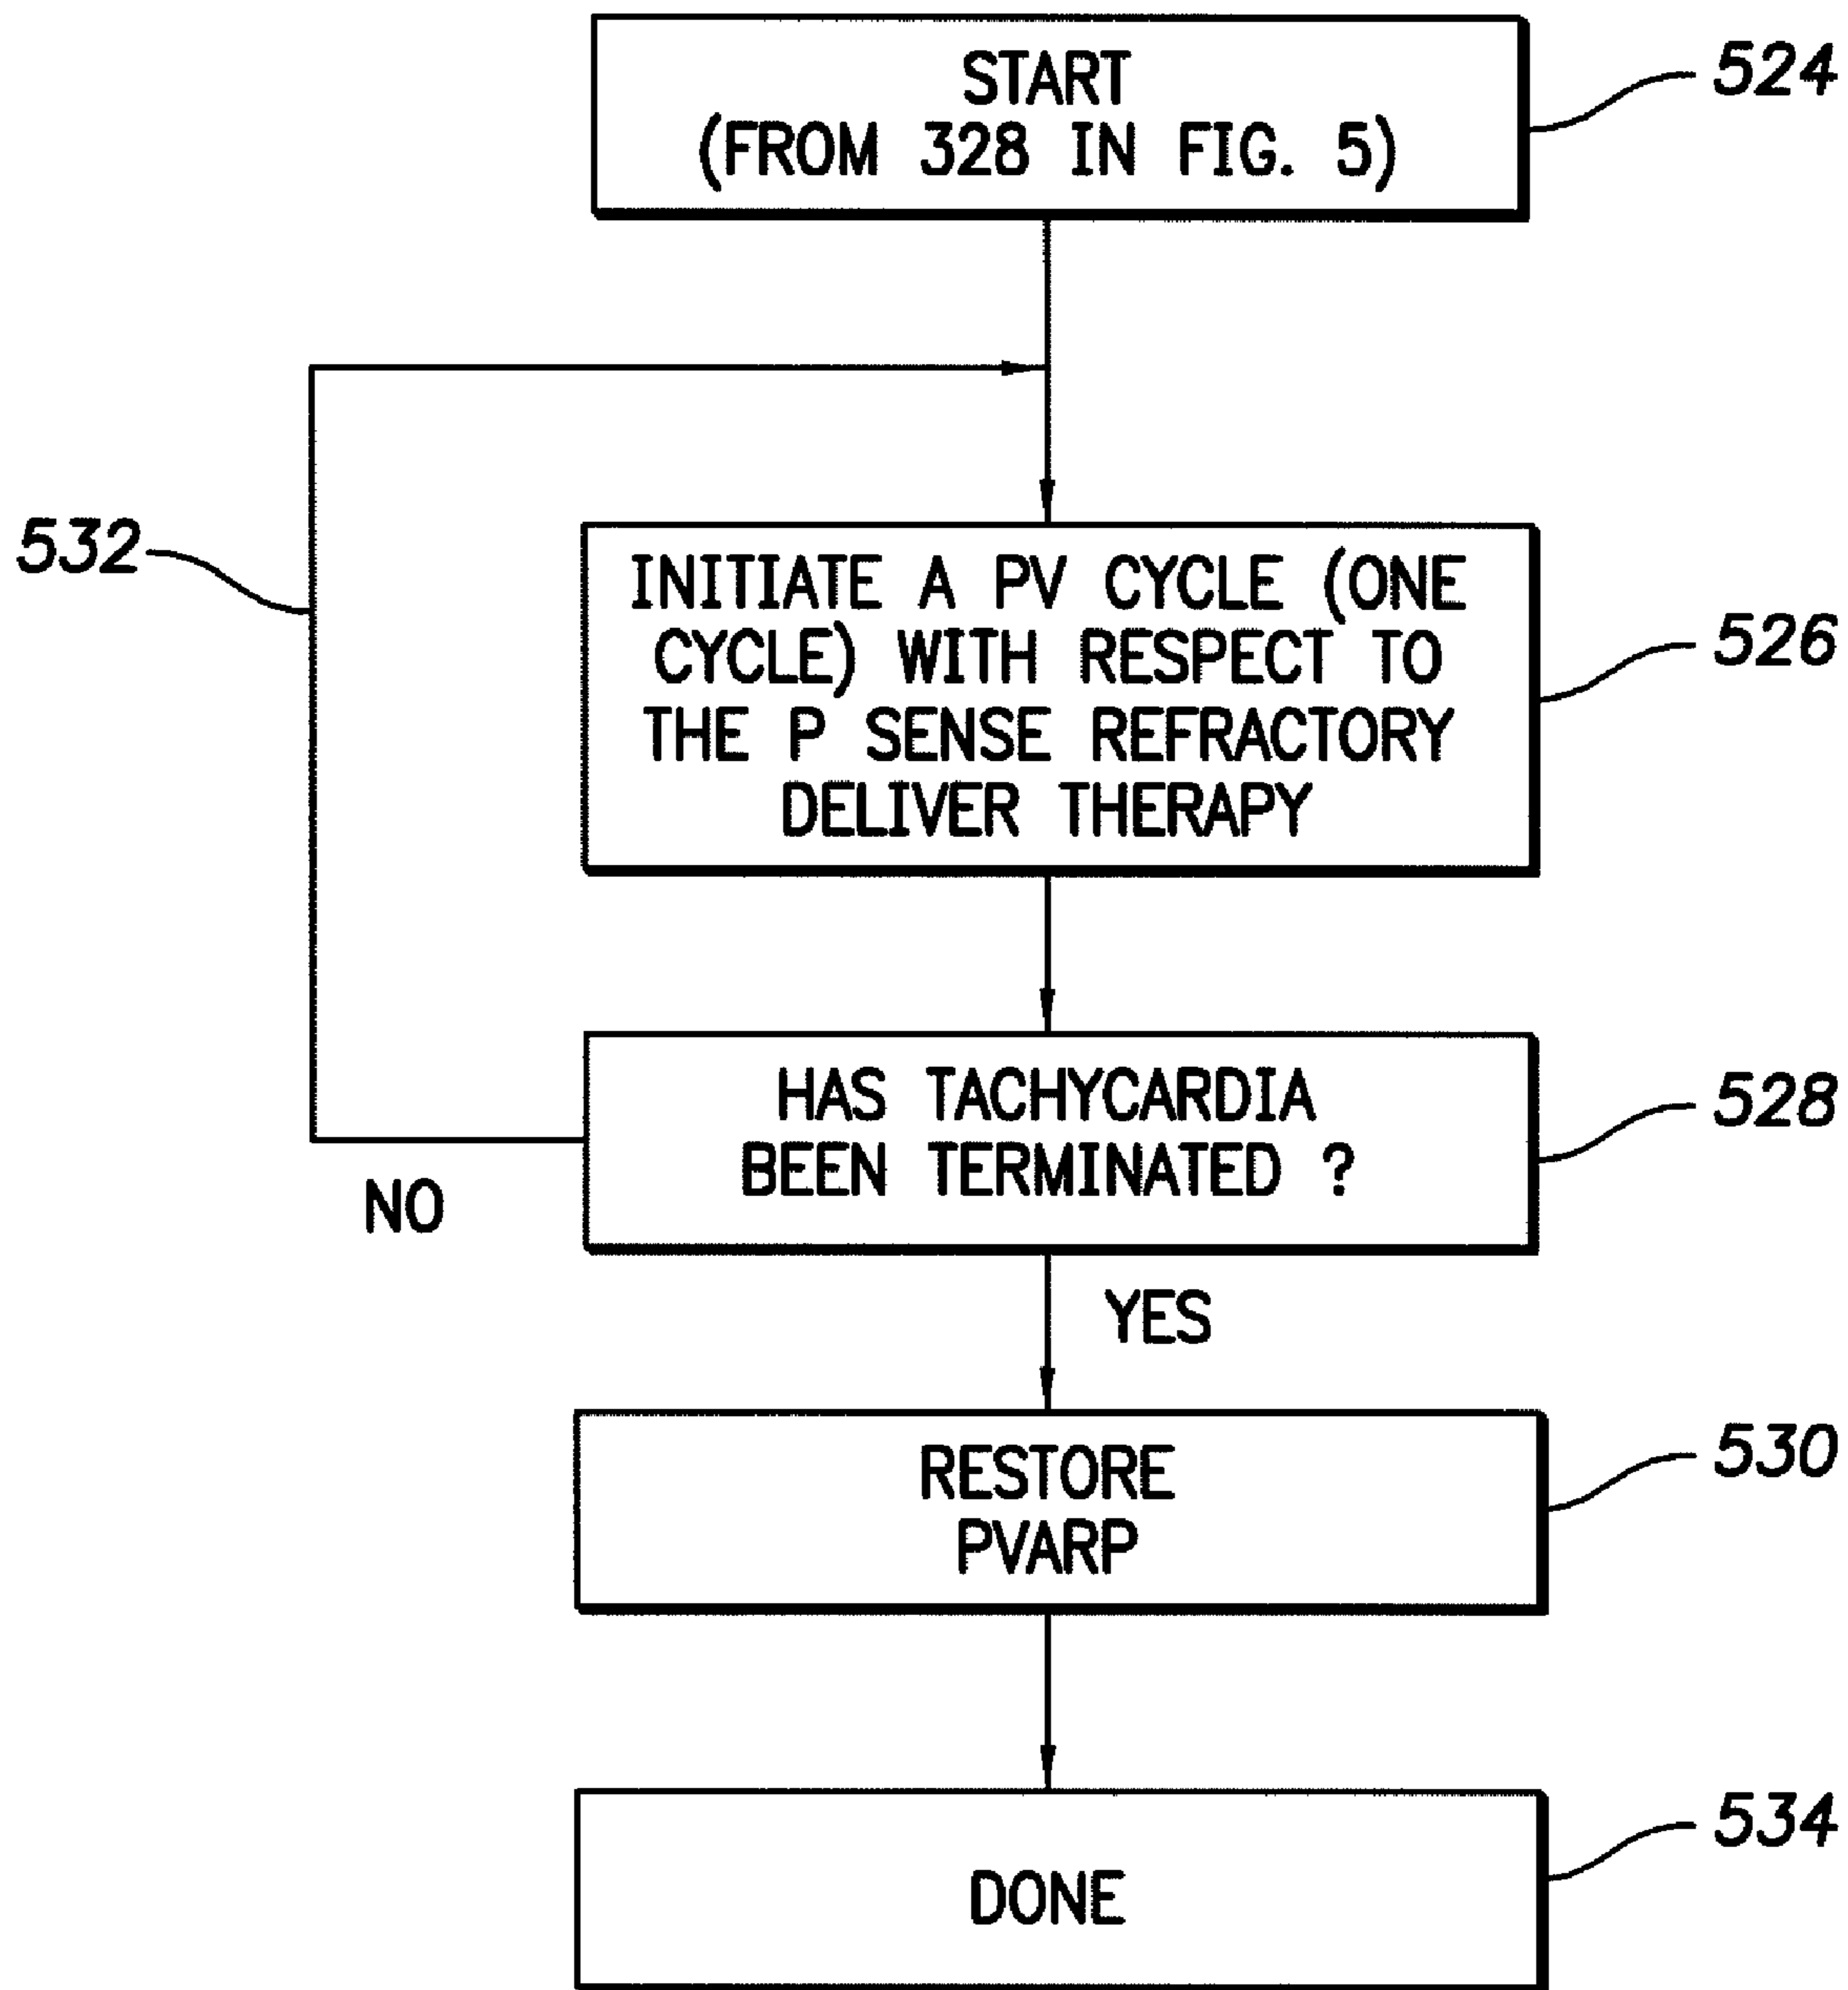 START
(FROM 328 IN FIG. 5)
524
532
INITIATE A PV CYCLE (ONE
CYCLE) WITH RESPECT TO
THE P SENSE REFRACTORY
DELIVER THERAPY
526
HAS TACHYCARDIA
BEEN TERMINATED ?
528
NO
YES
RESTORE
PVARP
530
DONE
534